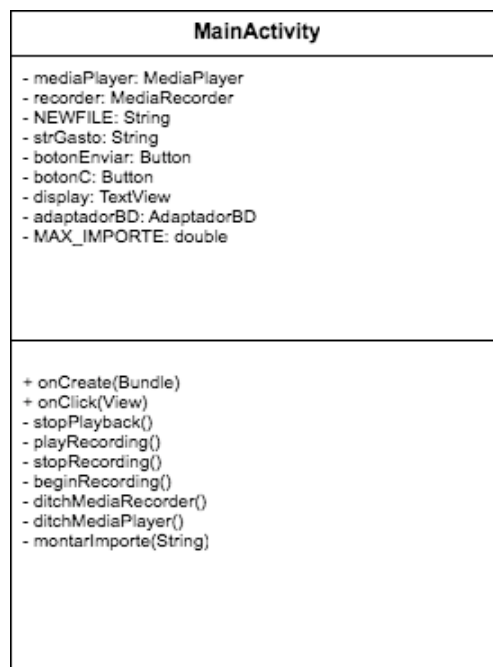 MainActivity
- mediaPlayer: MediaPlayer
- recorder: MediaRecorder
- NEWFILE: String
- strGasto: String
- botonEnviar: Button
- botonC: Button
- display: TextView
- adaptadorBD: AdaptadorBD
- MAX_IMPORTE: double
+ onCreate(Bundle)
+ onClick(View)
- stopPlayback()
- playRecording()
- stopRecording()
- beginRecording()
- ditchMediaRecorder()
- ditchMediaPlayer()
- montarImporte(String)